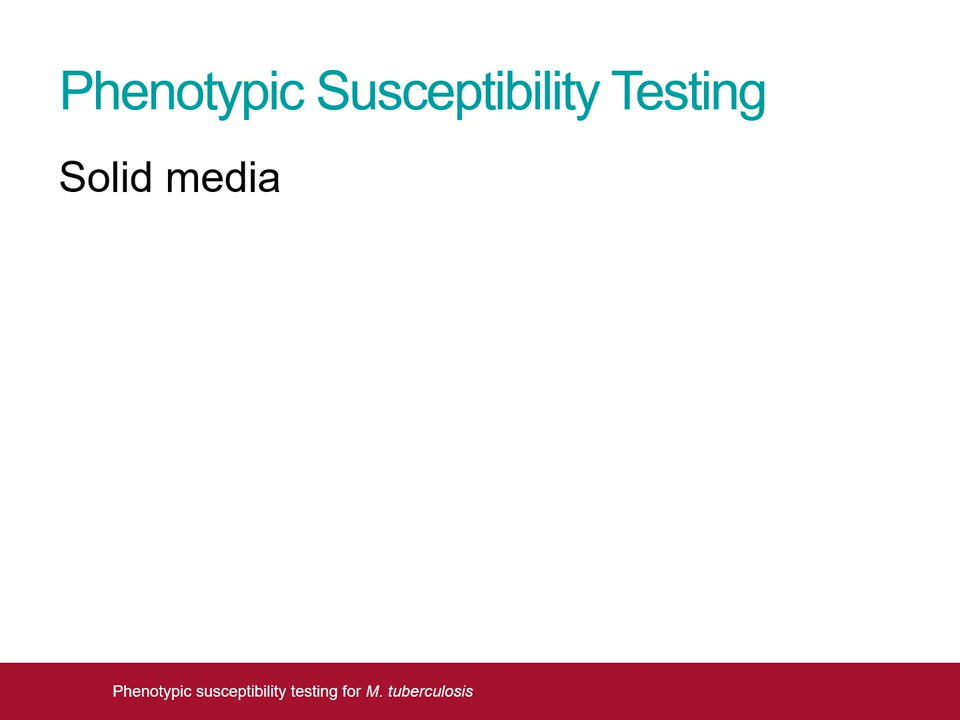 Phenotypic Susceptibility Testing
Solid media
Phenotypic susceptibility testing for M. tuberculosis